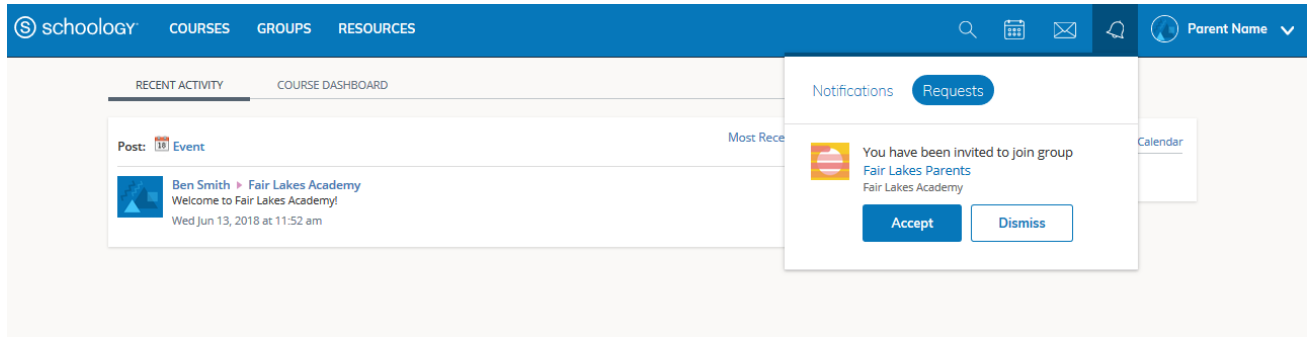 schoology COURSES GROUPS RESOURCES Parent Name
RECENT ACTIVITY COURSE DASHBOARD
Notifications Requests
Post: 18 Event Most Rece
Calendar
You have been invited to join group
Fair Lakes Parents
Fair Lakes Academy
Accept Dismiss
Ben Smith Fair Lakes Academy
Welcome to Fair Lakes Academy!
Wed Jun 13, 2018 at 11:52 am